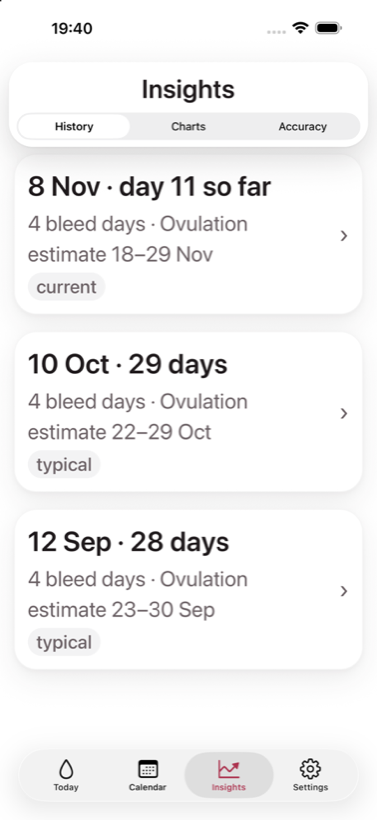 19:40
Insights
History Charts Accuracy
8 Nov · day 11 so far
4 bleed days · Ovulation
estimate 18–29 Nov
current
10 Oct · 29 days
4 bleed days · Ovulation
estimate 22–29 Oct
typical
12 Sep · 28 days
4 bleed days · Ovulation
estimate 23–30 Sep
typical
Today Calendar Insights Settings